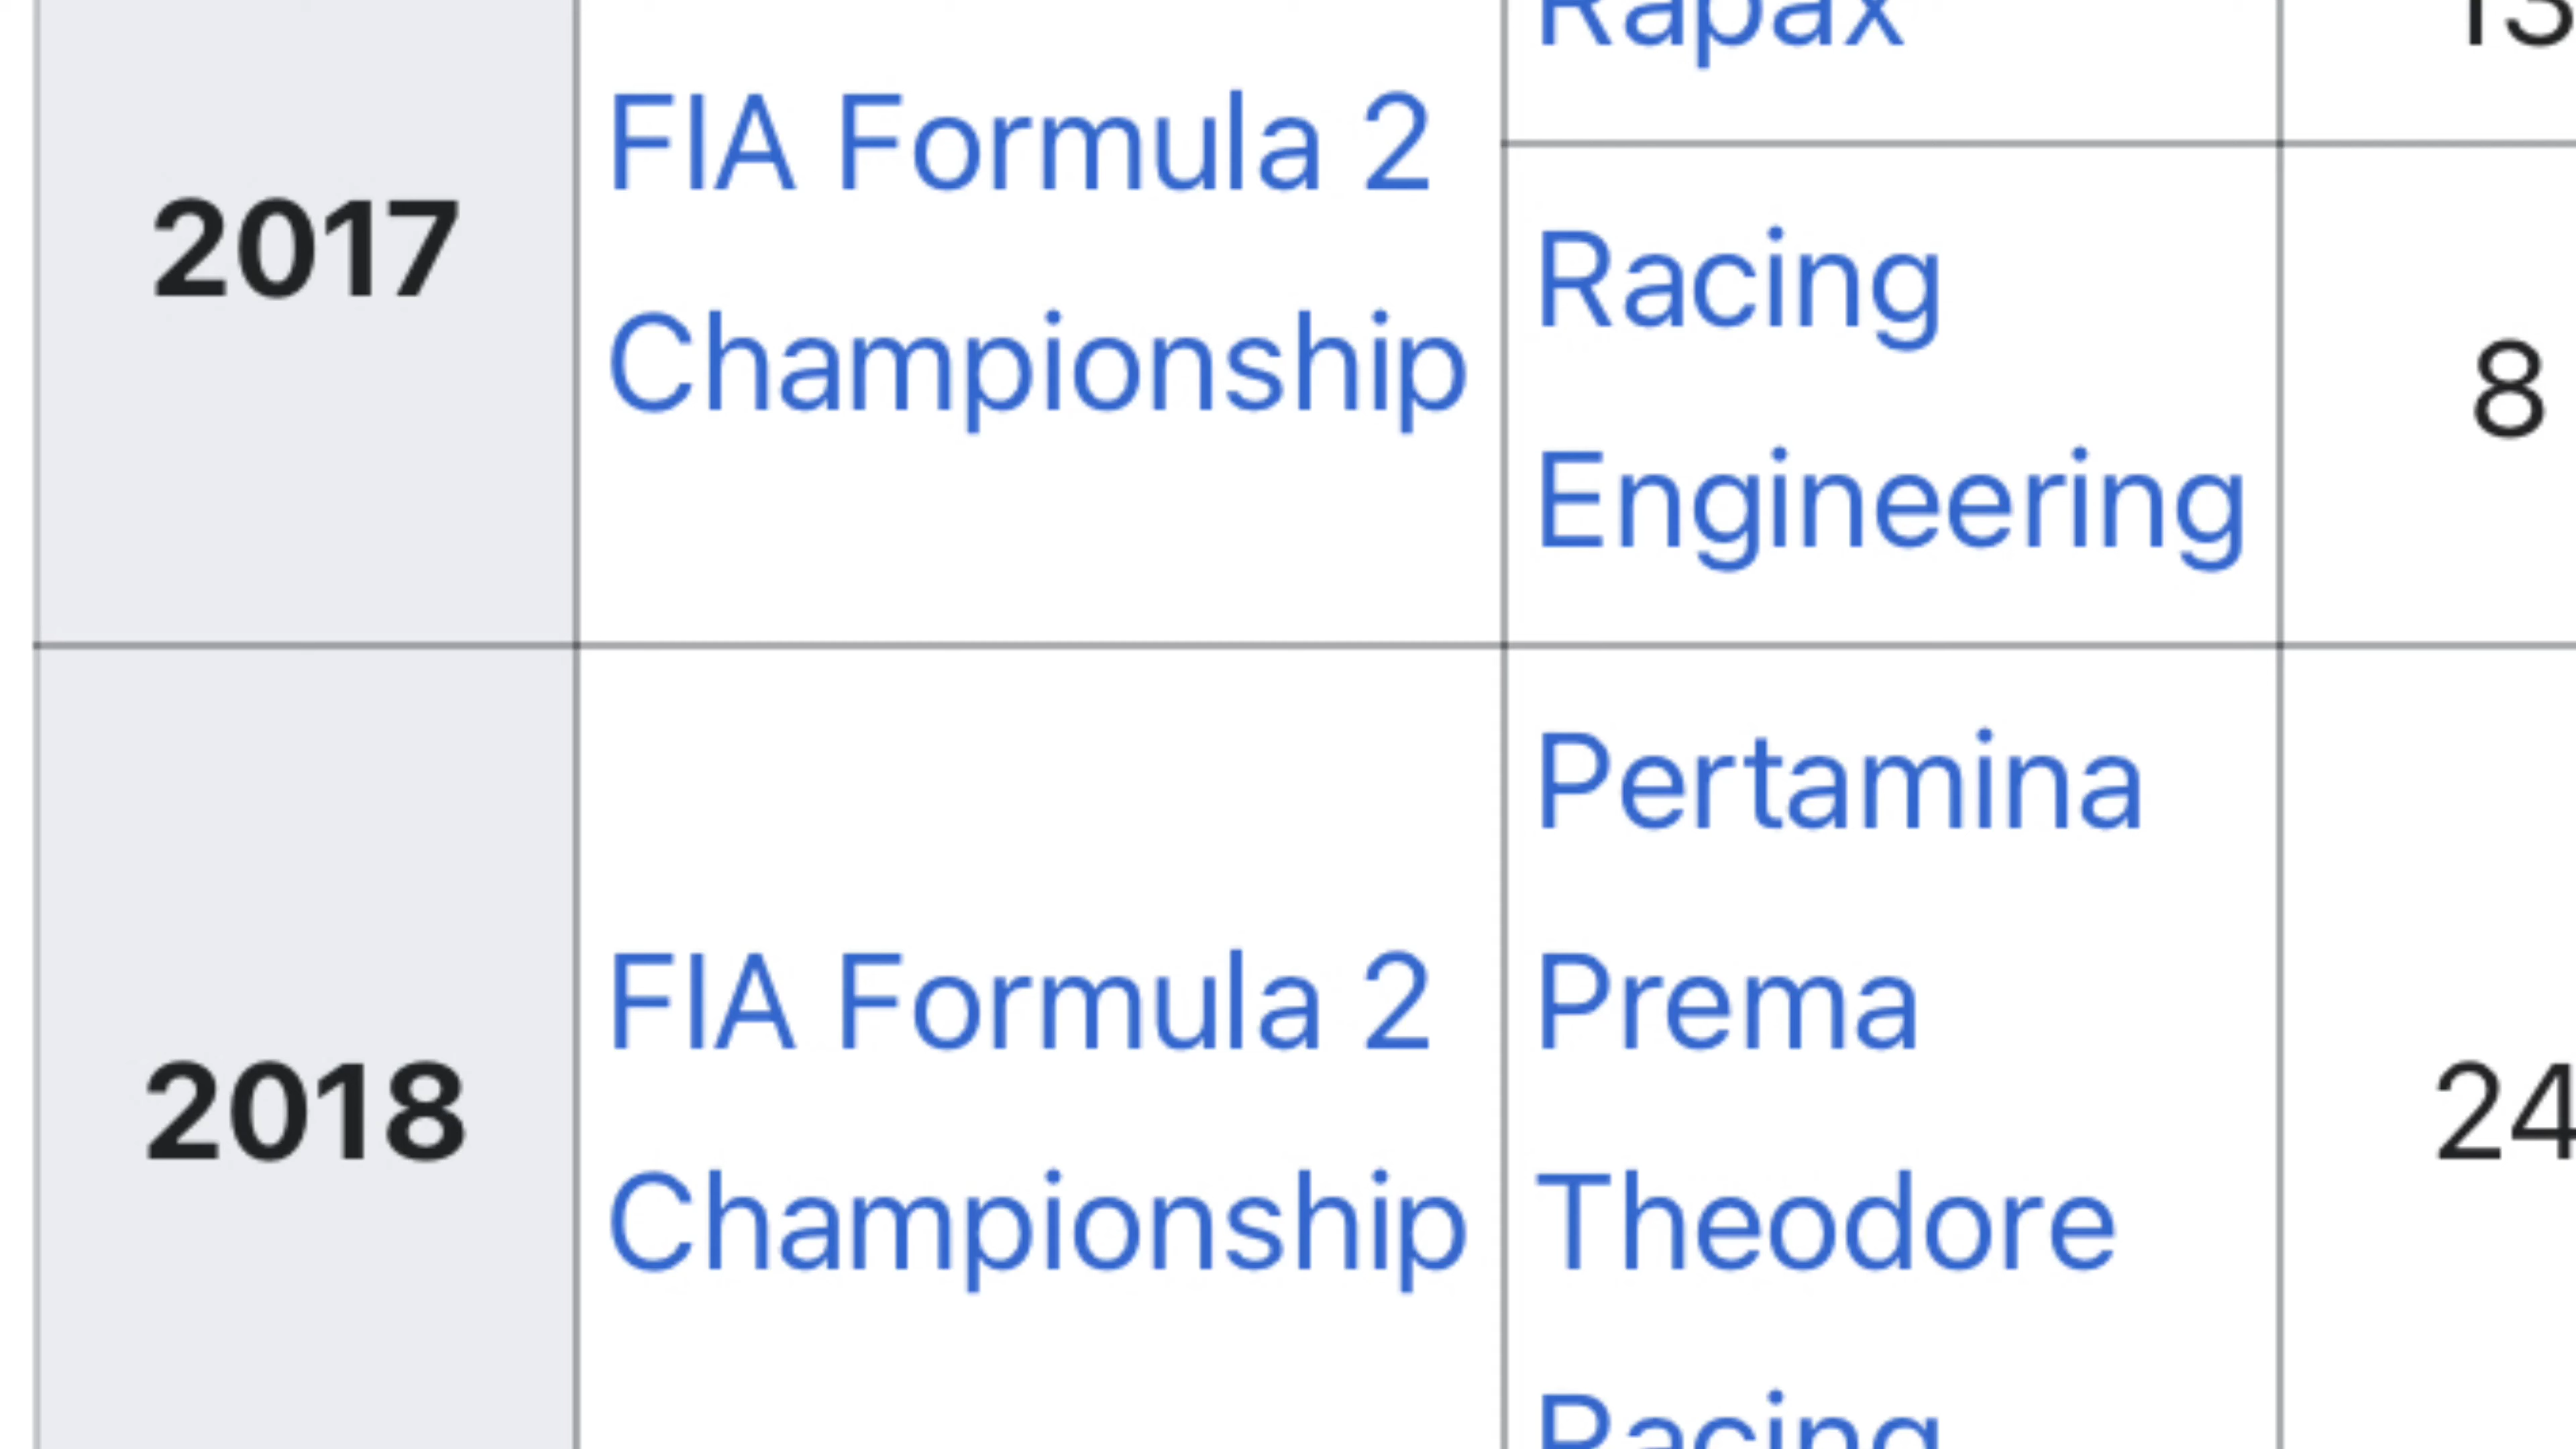 Rapax
13
2017
FIA Formula 2
Championship
Racing
Engineering
8
2018
FIA Formula 2
Championship
Pertamina
Prema
Theodore
Racing
24